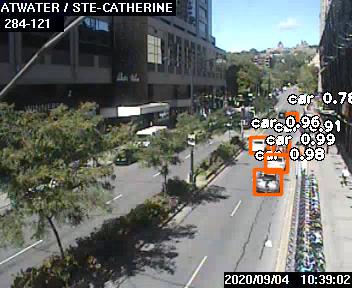 ATWATER / STE-CATHERINE
284-121
WINNERS
car 0.78
car 0.96
car 0.91
car 0.99
car 0.98
2020/09/04 10:39:02